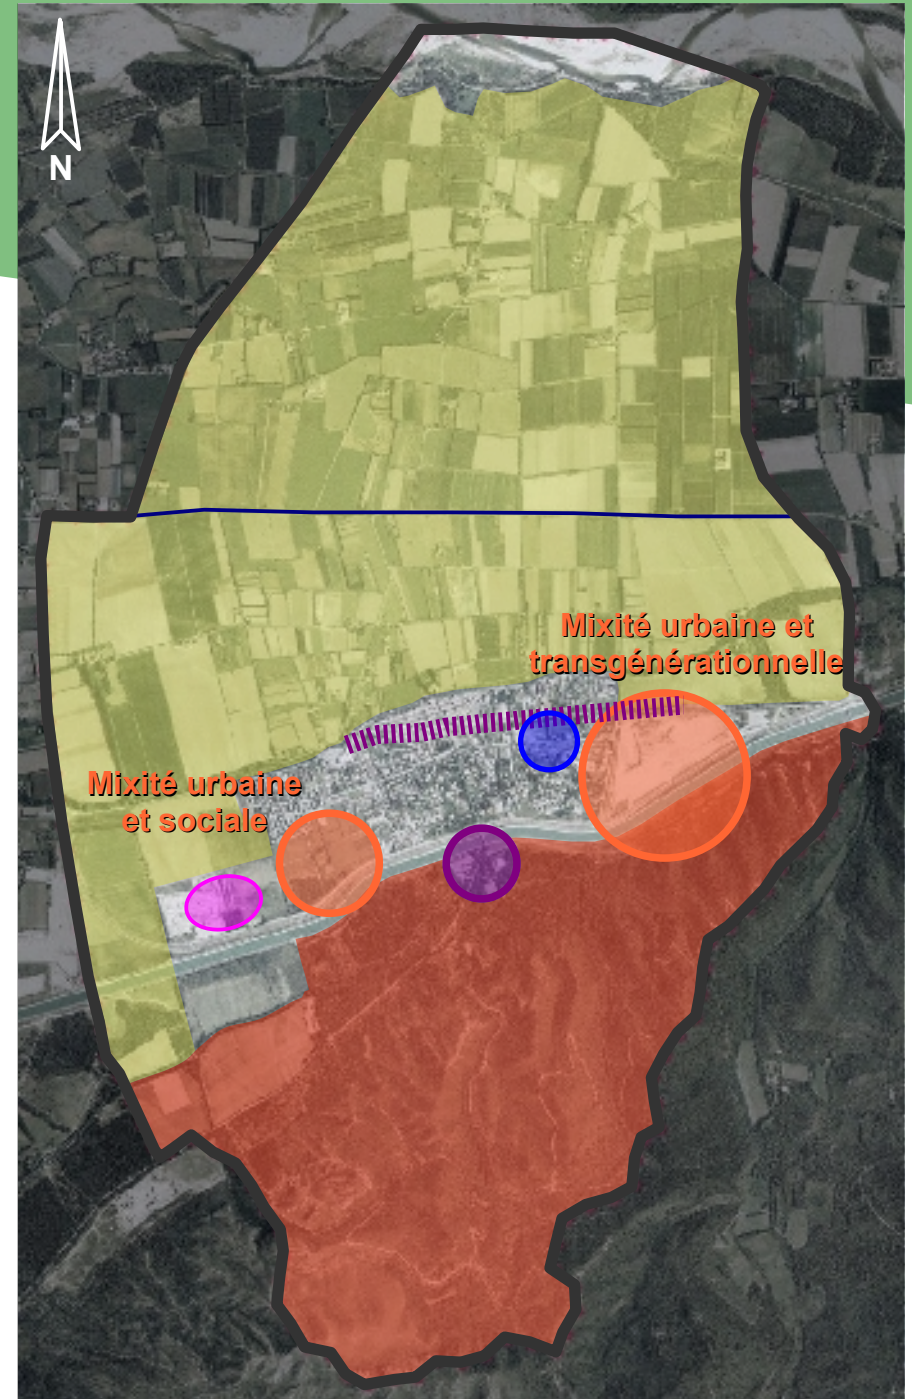 N
Mixité urbaine et
transgénérationnelle
Mixité urbaine
et sociale